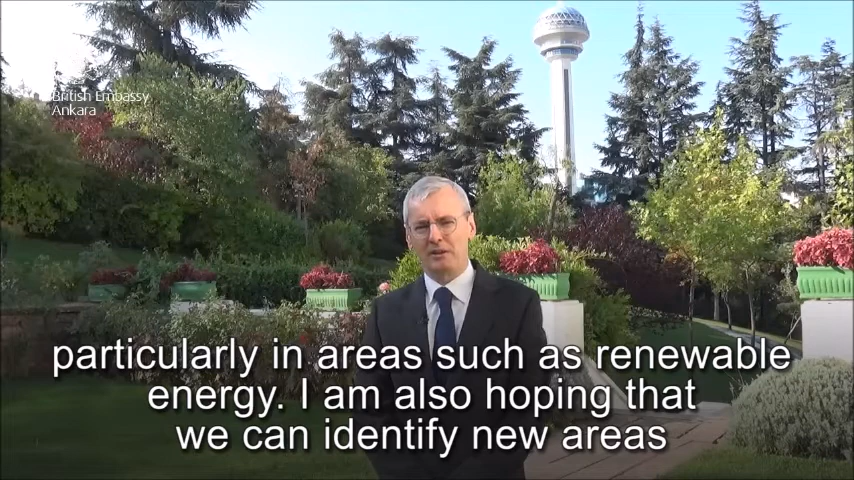 British Embassy
Ankara
particularly in areas such as renewable
energy. I am also hoping that
we can identify new areas